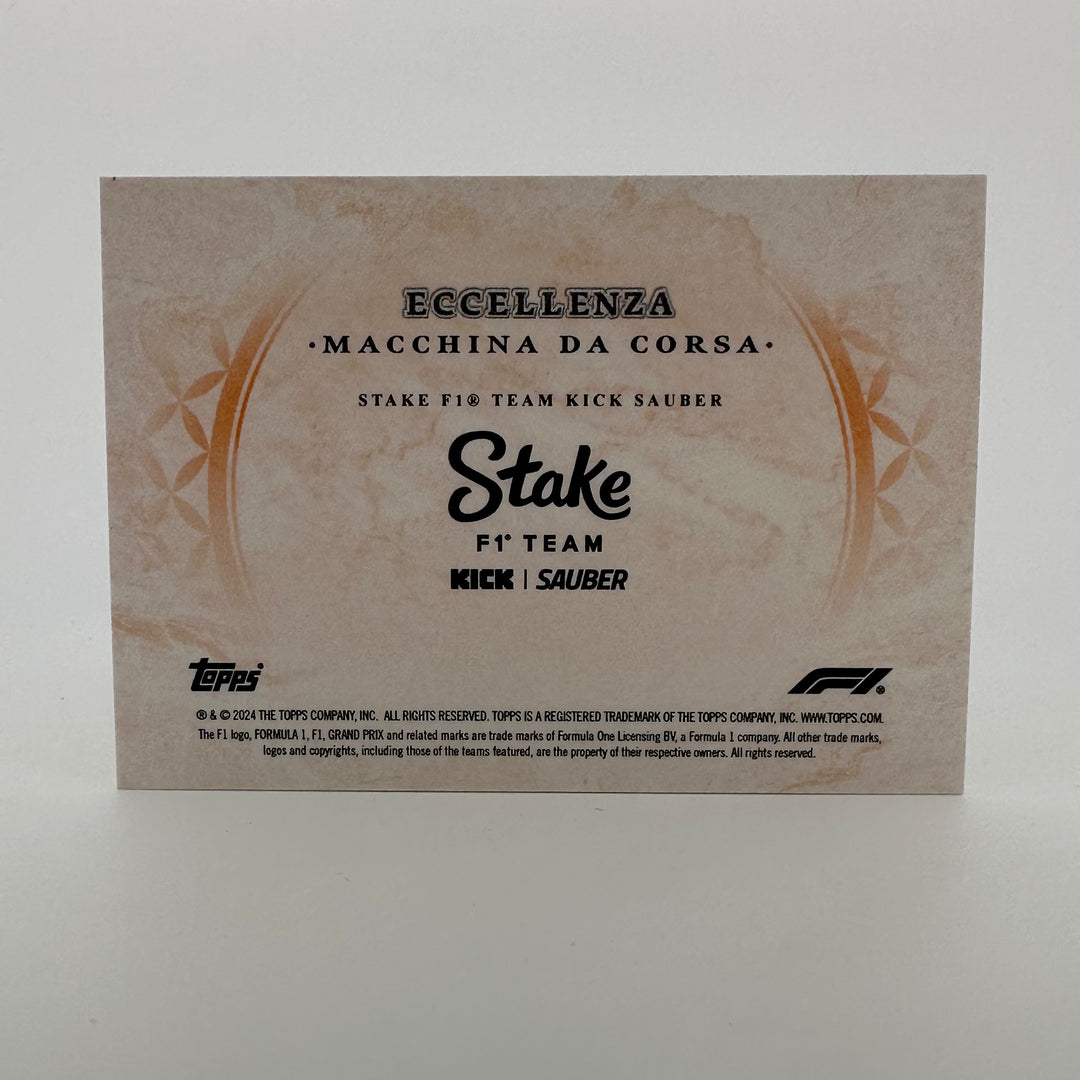 ECCELLENZA
·MACCHINA DA CORSA·
STAKE F1® TEAM KICK SAUBER
Stake
F1® TEAM
KICK | SAUBER
topps®
F1®
® & © 2024 THE TOPPS COMPANY, INC. ALL RIGHTS RESERVED. TOPPS IS A REGISTERED TRADEMARK OF THE TOPPS COMPANY, INC. WWW.TOPPS.COM.
The F1 logo, FORMULA 1, F1, GRAND PRIX and related marks are trade marks of Formula One Licensing BV, a Formula 1 company. All other trade marks,
logos and copyrights, including those of the teams featured, are the property of their respective owners. All rights reserved.